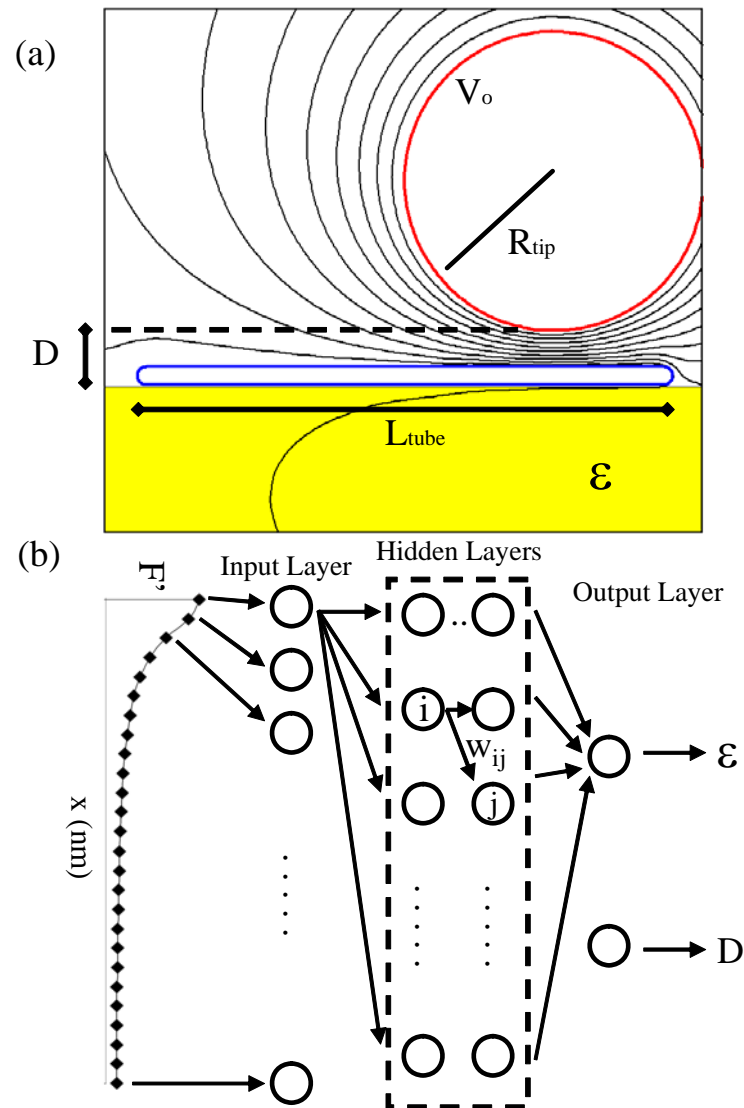 (a)
Vo
Rtip
D
Ltube
ε
(b)
F'
Input Layer
Hidden Layers
Output Layer
..
i
wij
j
ε
x (nm)
.....
.....
.....
D